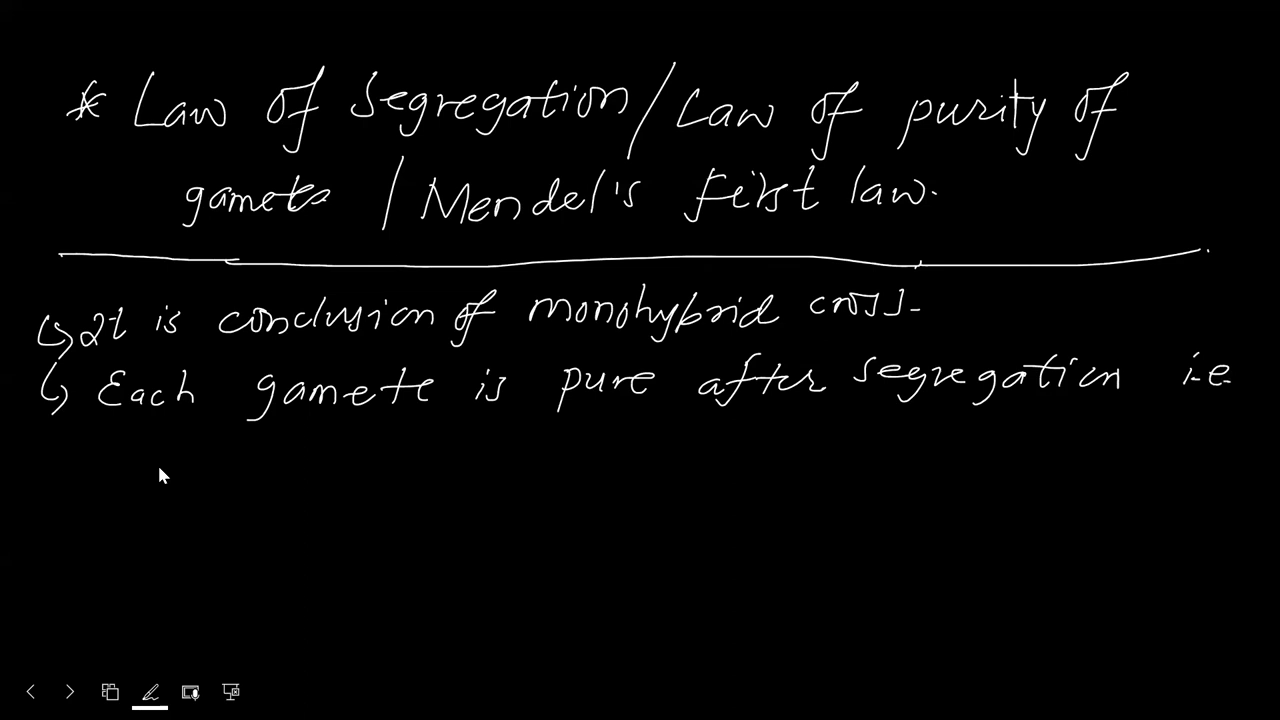 * Law of Segregation / Law of purity of
gametes / Mendel's First law.
↳ It is conclusion of monohybrid cross.
↳ Each gamete is pure after segregation i.e